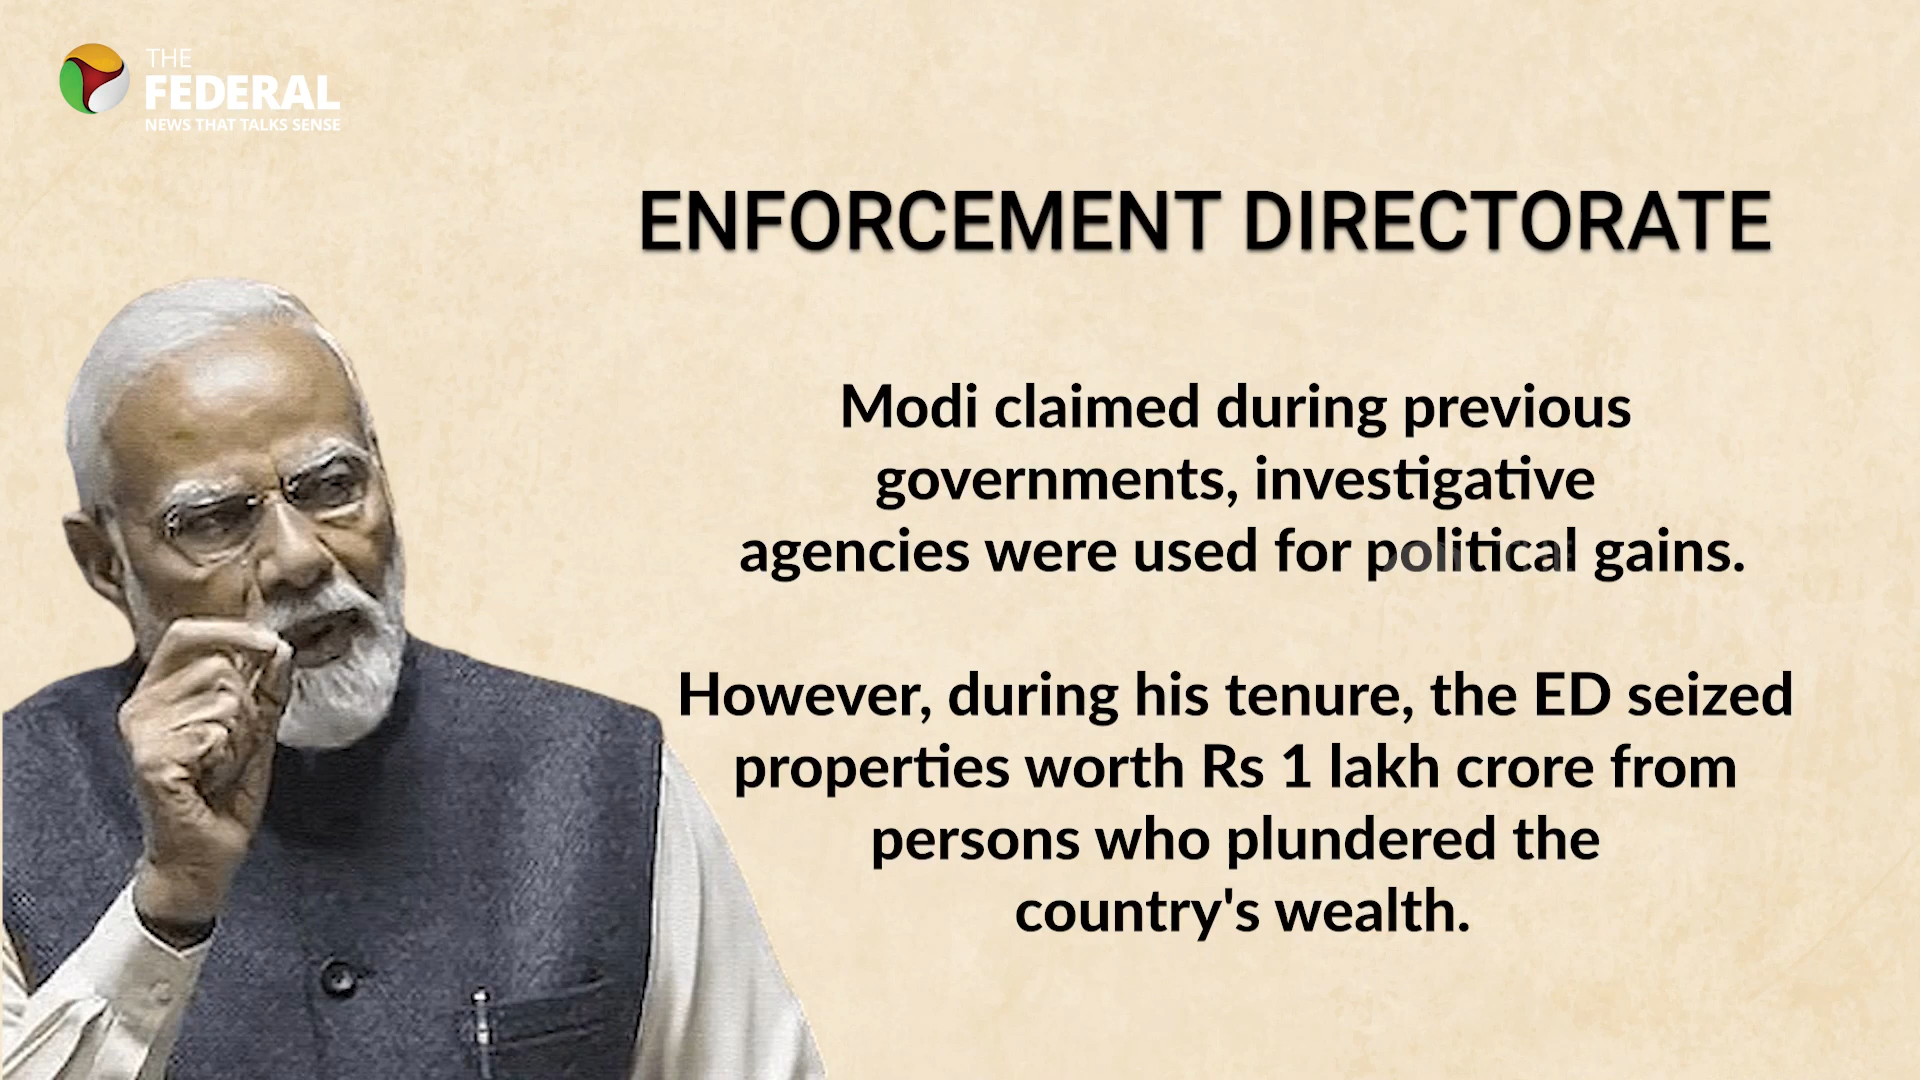 THE
FEDERAL
NEWS THAT TALKS SENSE
ENFORCEMENT DIRECTORATE
Modi claimed during previous
governments, investigative
agencies were used for political gains.
However, during his tenure, the ED seized
properties worth Rs 1 lakh crore from
persons who plundered the
country's wealth.